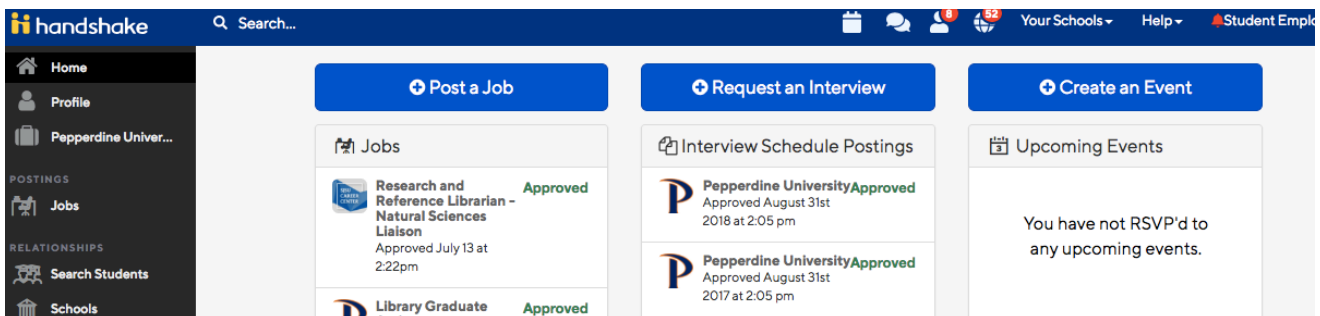 handshake
Search...
8
52
Your Schools
Help
Student Emplo
Home
Profile
Pepperdine Univer...
POSTINGS
Jobs
RELATIONSHIPS
Search Students
Schools
Post a Job
Request an Interview
Create an Event
Jobs
Research and Approved
Reference Librarian -
Natural Sciences
Liaison
Approved July 13 at
2:22pm
Library Graduate Approved
Interview Schedule Postings
Pepperdine University Approved
Approved August 31st
2018 at 2:05 pm
Pepperdine University Approved
Approved August 31st
2017 at 2:05 pm
3 Upcoming Events
You have not RSVP'd to
any upcoming events.